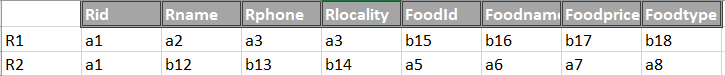 Rid Rname Rphone Rlocality FoodId Foodnam Foodprice Foodtype
R1 a1 a2 a3 a3 b15 b16 b17 b18
R2 a1 b12 b13 b14 a5 a6 a7 a8